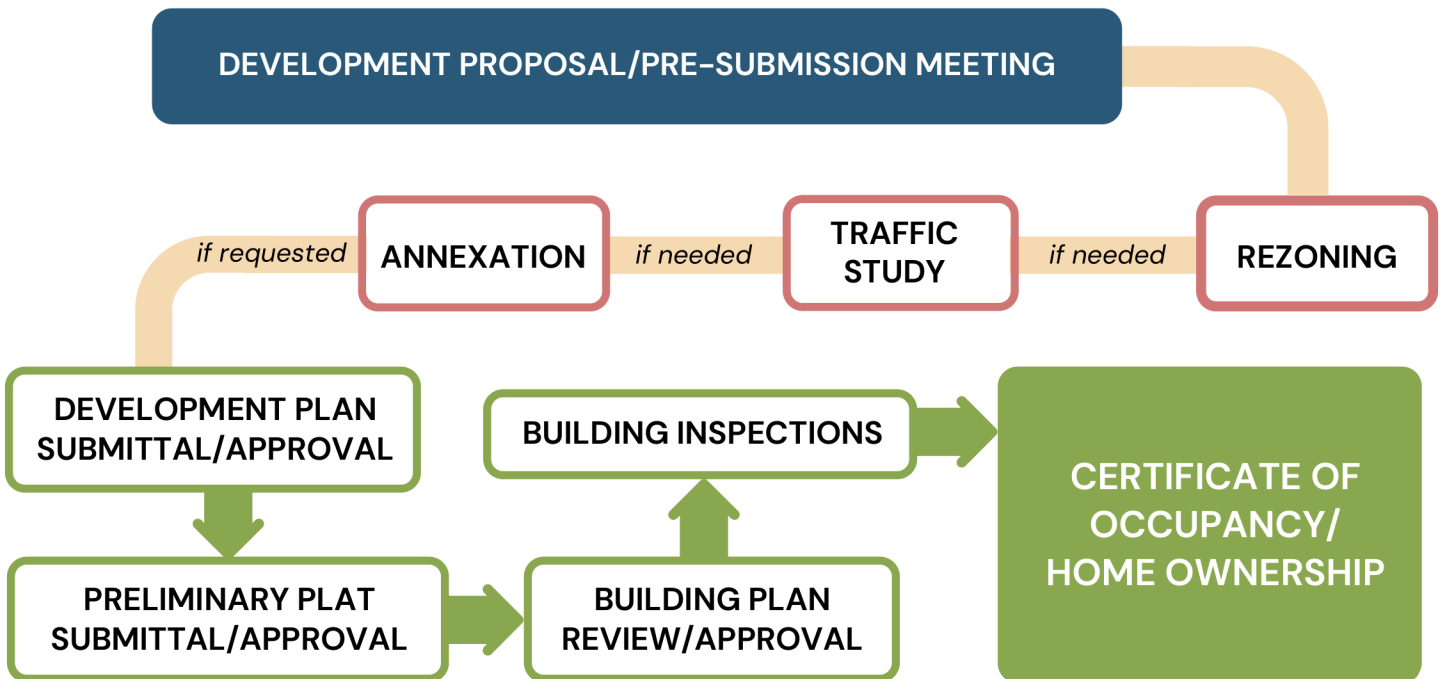 DEVELOPMENT PROPOSAL/PRE-SUBMISSION MEETING
if requested
ANNEXATION
if needed
TRAFFIC
STUDY
if needed
REZONING
DEVELOPMENT PLAN
SUBMITTAL/APPROVAL
PRELIMINARY PLAT
SUBMITTAL/APPROVAL
BUILDING PLAN
REVIEW/APPROVAL
BUILDING INSPECTIONS
CERTIFICATE OF
OCCUPANCY/
HOME OWNERSHIP